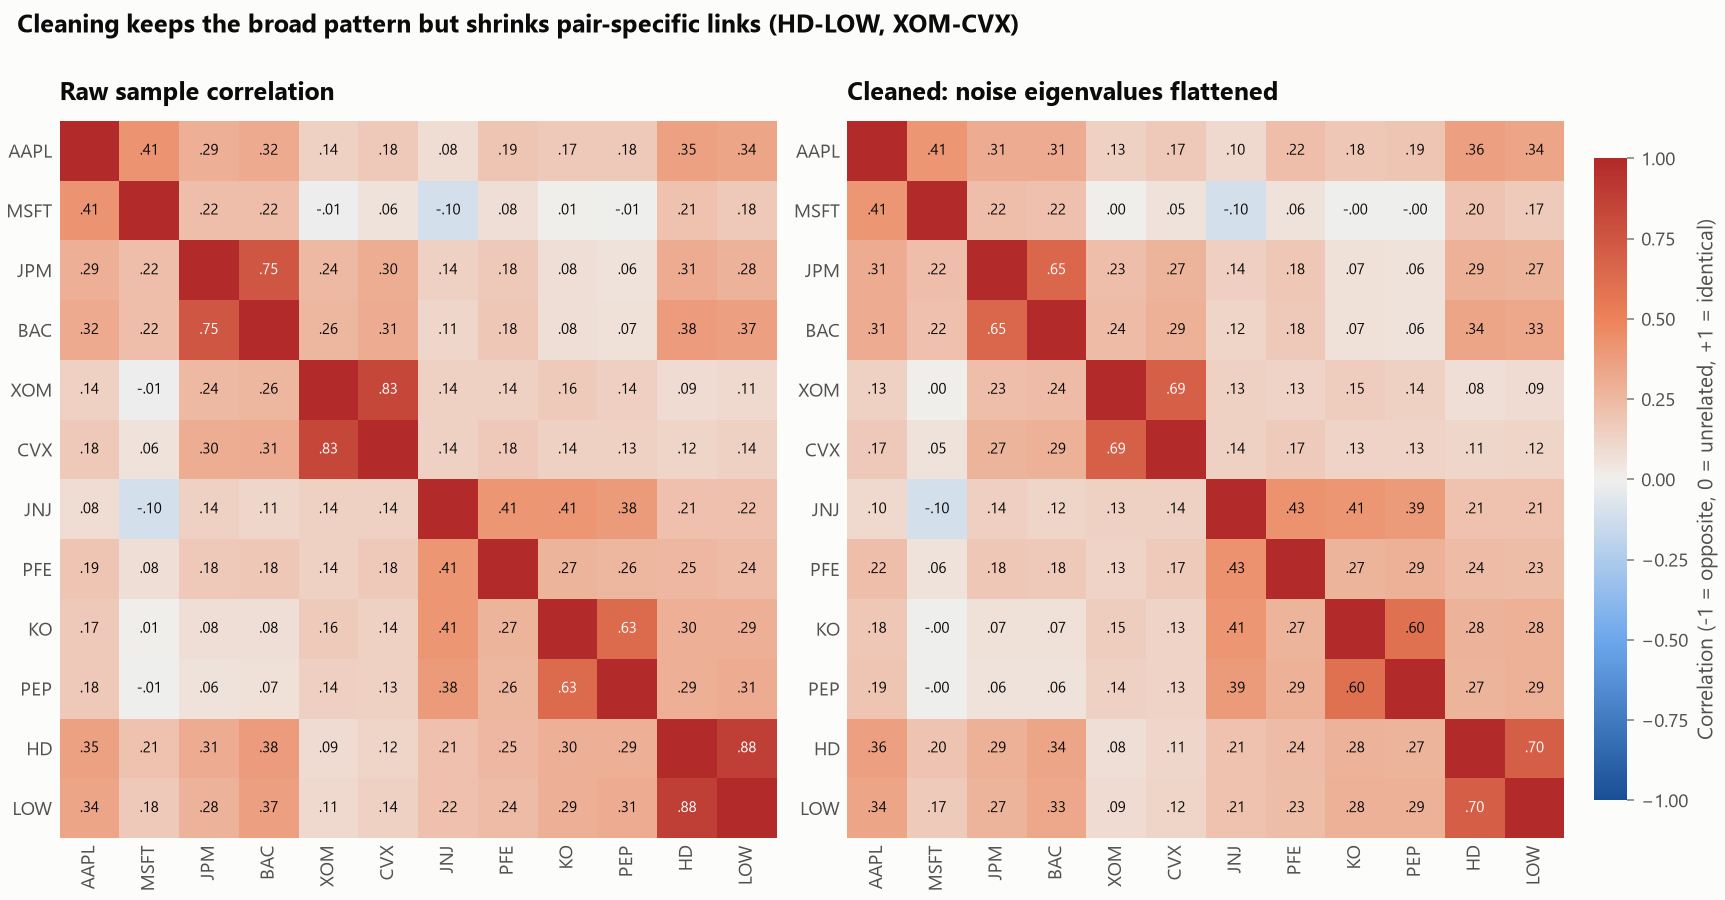 Cleaning keeps the broad pattern but shrinks pair-specific links (HD-LOW, XOM-CVX)
Raw sample correlation
AAPL .41 .29 .32 .14 .18 .08 .19 .17 .18 .35 .34
MSFT .41 .22 .22 -.01 .06 -.10 .08 .01 -.01 .21 .18
JPM .29 .22 .75 .24 .30 .14 .18 .08 .06 .31 .28
BAC .32 .22 .75 .26 .31 .11 .18 .08 .07 .38 .37
XOM .14 -.01 .24 .26 .83 .14 .14 .16 .14 .09 .11
CVX .18 .06 .30 .31 .83 .14 .18 .14 .13 .12 .14
JNJ .08 -.10 .14 .11 .14 .14 .41 .41 .38 .21 .22
PFE .19 .08 .18 .18 .14 .18 .41 .27 .26 .25 .24
KO .17 .01 .08 .08 .16 .14 .41 .27 .63 .30 .29
PEP .18 -.01 .06 .07 .14 .13 .38 .26 .63 .29 .31
HD .35 .21 .31 .38 .09 .12 .21 .25 .30 .29 .88
LOW .34 .18 .28 .37 .11 .14 .22 .24 .29 .31 .88
AAPL MSFT JPM BAC XOM CVX JNJ PFE KO PEP HD LOW
Cleaned: noise eigenvalues flattened
AAPL .41 .31 .31 .13 .17 .10 .22 .18 .19 .36 .34
MSFT .41 .22 .22 .00 .05 -.10 .06 -.00 -.00 .20 .17
JPM .31 .22 .65 .23 .27 .14 .18 .07 .06 .29 .27
BAC .31 .22 .65 .24 .29 .12 .18 .07 .06 .34 .33
XOM .13 .00 .23 .24 .69 .13 .13 .15 .14 .08 .09
CVX .17 .05 .27 .29 .69 .14 .17 .13 .13 .11 .12
JNJ .10 -.10 .14 .12 .13 .14 .43 .41 .39 .21 .21
PFE .22 .06 .18 .18 .13 .17 .43 .27 .29 .24 .23
KO .18 -.00 .07 .07 .15 .13 .41 .27 .60 .28 .28
PEP .19 -.00 .06 .06 .14 .13 .39 .29 .60 .27 .29
HD .36 .20 .29 .34 .08 .11 .21 .24 .28 .27 .70
LOW .34 .17 .27 .33 .09 .12 .21 .23 .28 .29 .70
AAPL MSFT JPM BAC XOM CVX JNJ PFE KO PEP HD LOW
1.00
0.75
0.50
0.25
0.00
−0.25
−0.50
−0.75
−1.00
Correlation (-1 = opposite, 0 = unrelated, +1 = identical)